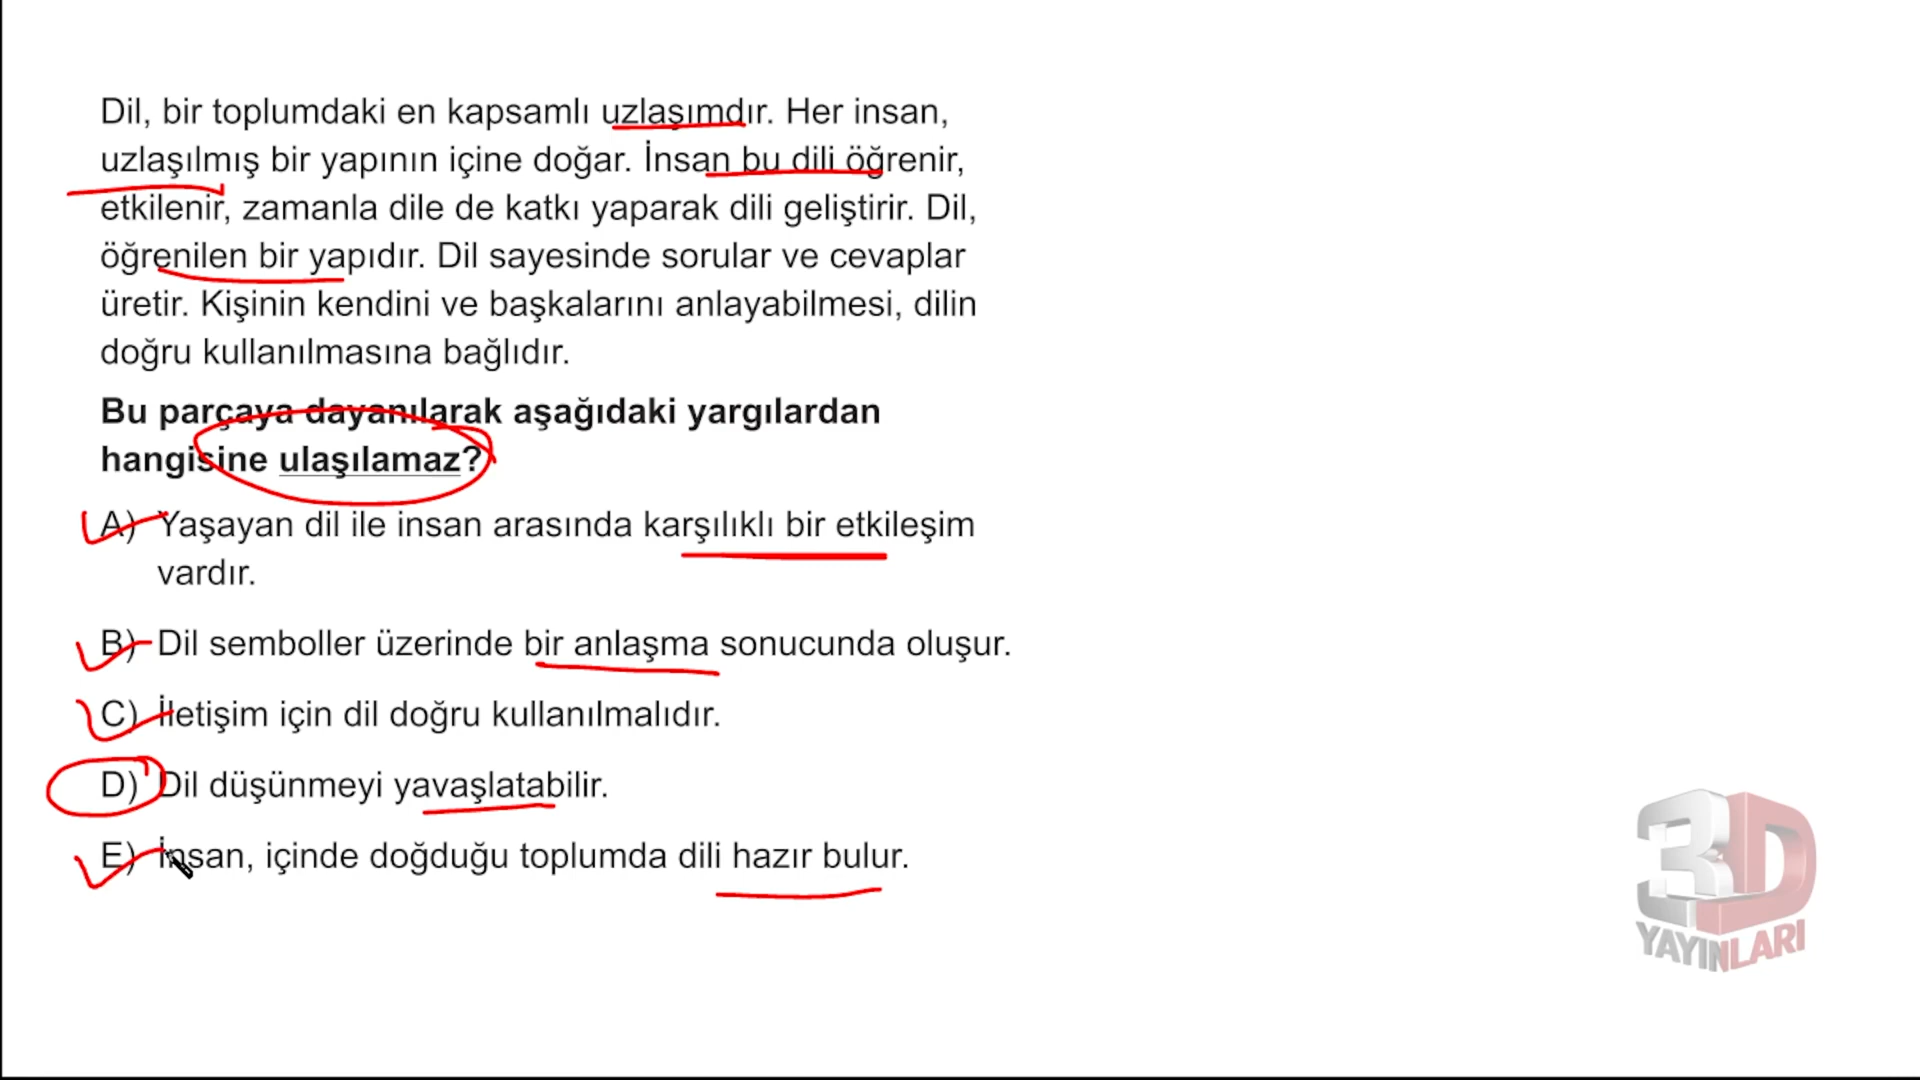 Dil, bir toplumdaki en kapsamlı uzlaşımdır. Her insan,
uzlaşılmış bir yapının içine doğar. İnsan bu dili öğrenir,
etkilenir, zamanla dile de katkı yaparak dili geliştirir. Dil,
öğrenilen bir yapıdır. Dil sayesinde sorular ve cevaplar
üretir. Kişinin kendini ve başkalarını anlayabilmesi, dilin
doğru kullanılmasına bağlıdır.
Bu parçaya dayanılarak aşağıdaki yargılardan
hangisine ulaşılamaz?
A) Yaşayan dil ile insan arasında karşılıklı bir etkileşim
vardır.
B) Dil semboller üzerinde bir anlaşma sonucunda oluşur.
C) İletişim için dil doğru kullanılmalıdır.
D) Dil düşünmeyi yavaşlatabilir.
E) İnsan, içinde doğduğu toplumda dili hazır bulur.
3D
YAYINLARI